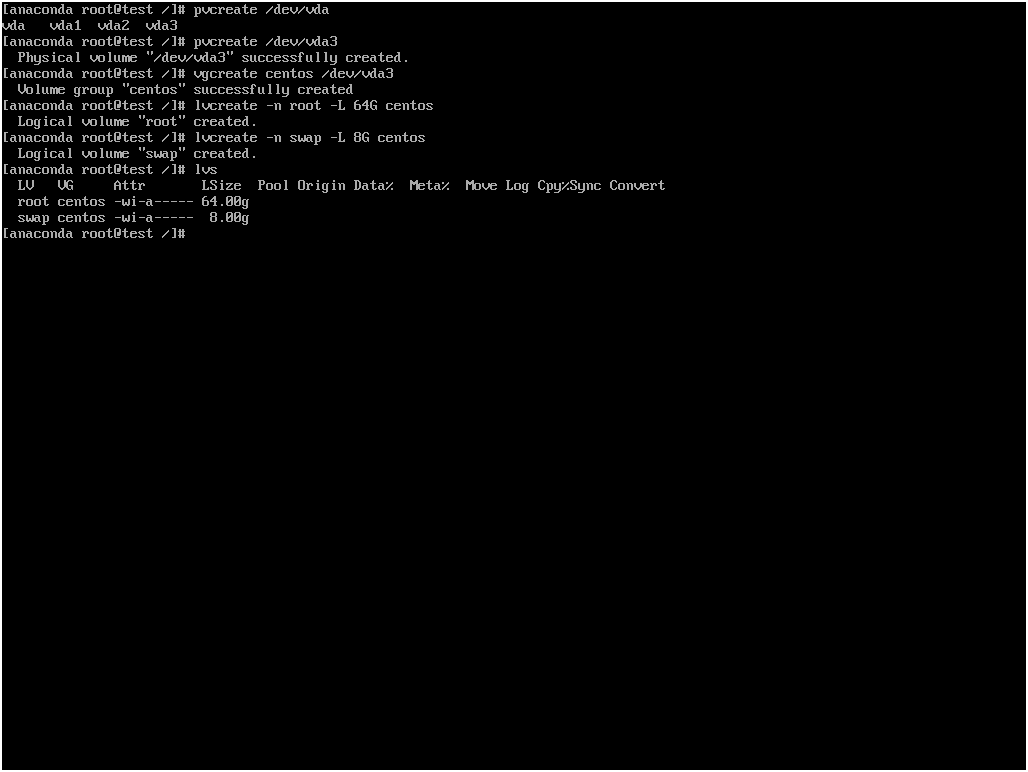 [anaconda root@test /]# pvcreate /dev/vda
vda   vda1  vda2  vda3
[anaconda root@test /]# pvcreate /dev/vda3
  Physical volume "/dev/vda3" successfully created.
[anaconda root@test /]# vgcreate centos /dev/vda3
  Volume group "centos" successfully created
[anaconda root@test /]# lvcreate -n root -L 64G centos
  Logical volume "root" created.
[anaconda root@test /]# lvcreate -n swap -L 8G centos
  Logical volume "swap" created.
[anaconda root@test /]# lvs
  LV   VG     Attr       LSize  Pool Origin Data%  Meta%  Move Log Cpy%Sync Convert
  root centos -wi-a----- 64.00g
  swap centos -wi-a-----  8.00g
[anaconda root@test /]#